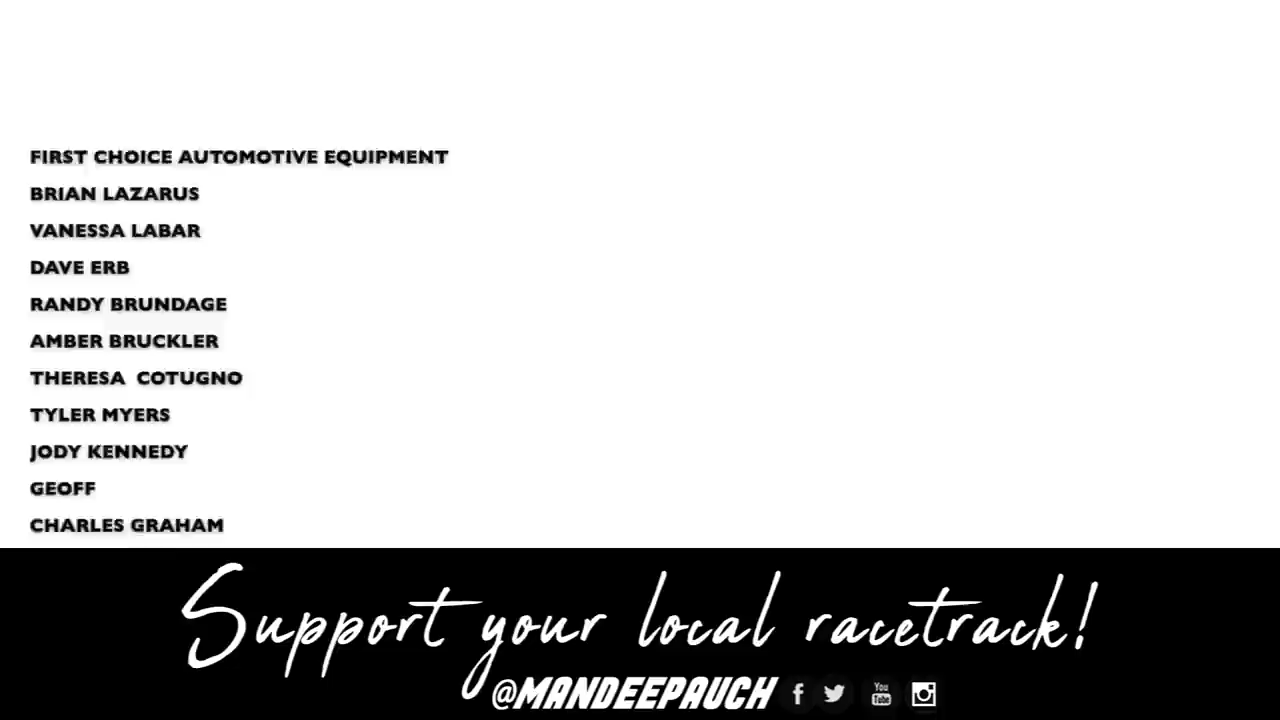 FIRST CHOICE AUTOMOTIVE EQUIPMENT
BRIAN LAZARUS
VANESSA LABAR
DAVE ERB
RANDY BRUNDAGE
AMBER BRUCKLER
THERESA COTUGNO
TYLER MYERS
JODY KENNEDY
GEOFF
CHARLES GRAHAM
Support your local racetrack!
@MANDEEPAUCH
You Tube